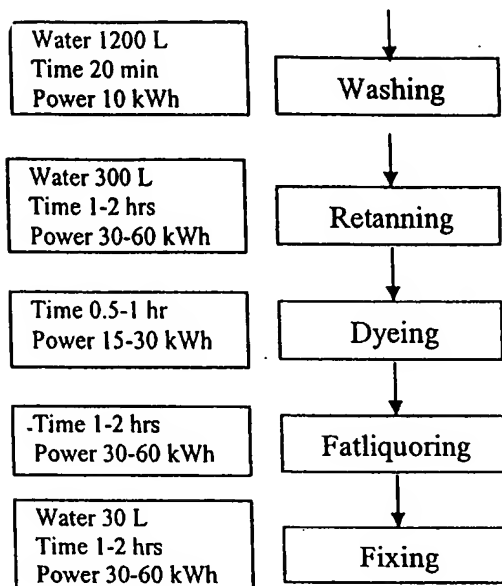 Water 1200 L
Time 20 min
Power 10 kWh
Washing
Water 300 L
Time 1-2 hrs
Power 30-60 kWh
Retanning
Time 0.5-1 hr
Power 15-30 kWh
Dyeing
Time 1-2 hrs
Power 30-60 kWh
Fatliquoring
Water 30 L
Time 1-2 hrs
Power 30-60 kWh
Fixing